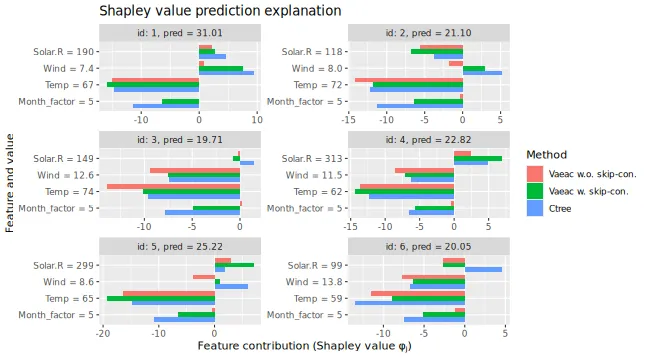 Shapley value prediction explanation
id: 1, pred = 31.01
Solar.R = 190
Wind = 7.4
Temp = 67
Month_factor = 5
-10 0 10
id: 2, pred = 21.10
Solar.R = 118
Wind = 8.0
Temp = 72
Month_factor = 5
-15 -10 -5 0 5
id: 3, pred = 19.71
Solar.R = 149
Wind = 12.6
Temp = 74
Month_factor = 5
-10 -5 0
id: 4, pred = 22.82
Solar.R = 313
Wind = 11.5
Temp = 62
Month_factor = 5
-15 -10 -5 0 5
id: 5, pred = 25.22
Solar.R = 299
Wind = 8.6
Temp = 65
Month_factor = 5
-20 -10 0
id: 6, pred = 20.05
Solar.R = 99
Wind = 13.8
Temp = 59
Month_factor = 5
-10 -5 0 5
Feature and value
Feature contribution (Shapley value φj)
Method
Vaeac w.o. skip-con.
Vaeac w. skip-con.
Ctree